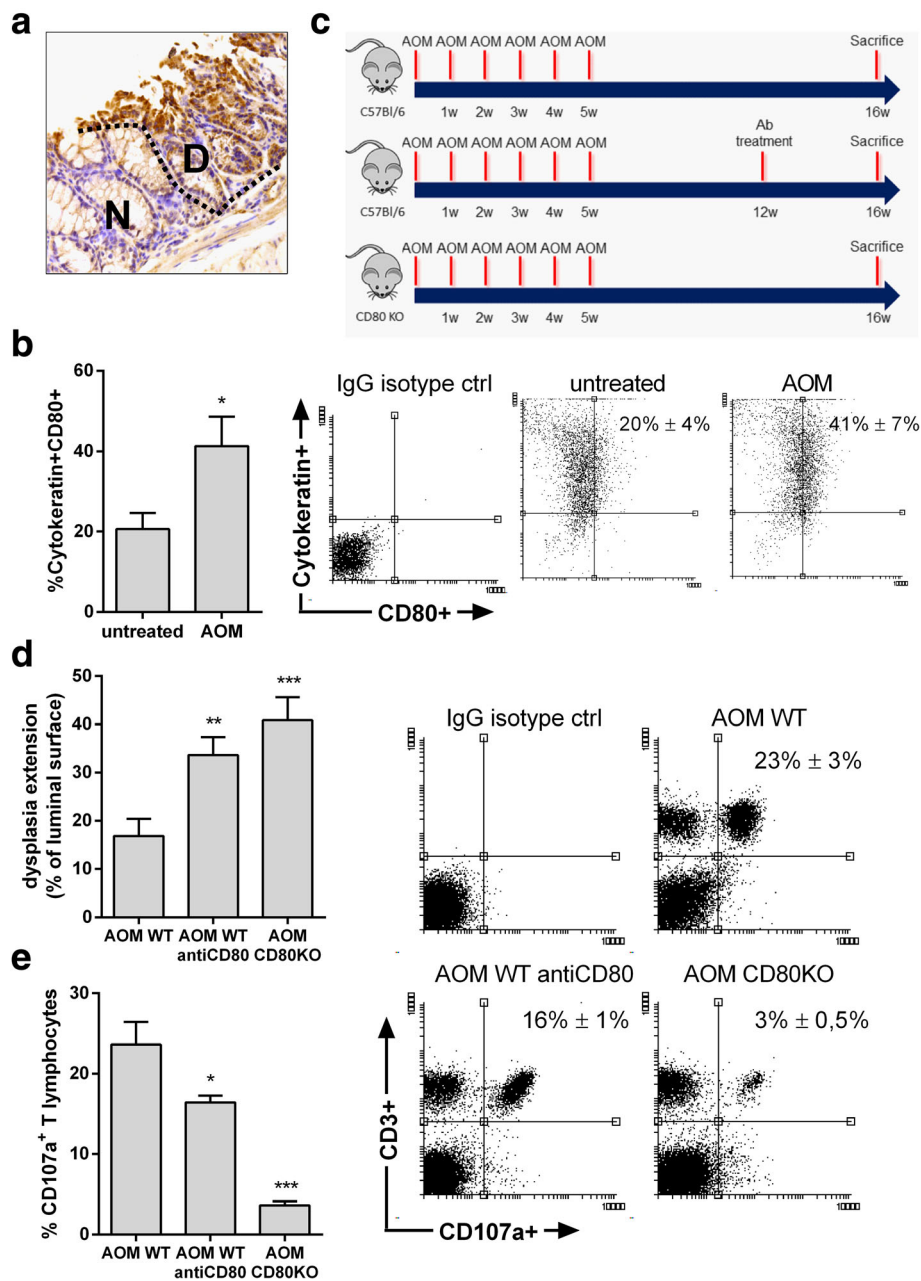 a
N
D
c
AOM AOM AOM AOM AOM AOM
Sacrifice
C57Bl/6
1w 2w 3w 4w 5w
16w
Ab
treatment
AOM AOM AOM AOM AOM AOM
Sacrifice
C57Bl/6
1w 2w 3w 4w 5w
12w
16w
AOM AOM AOM AOM AOM AOM
Sacrifice
CD80 KO
1w 2w 3w 4w 5w
16w
b
%Cytokeratin+CD80+
60
40
20
0
*
untreated
AOM
IgG isotype ctrl
untreated
AOM
20% ± 4%
41% ± 7%
Cytokeratin+
CD80+
d
dysplasia extension
(% of luminal surface)
50
40
30
20
10
0
**
***
AOM WT
AOM WT
antiCD80
AOM
CD80KO
IgG isotype ctrl
AOM WT
23% ± 3%
e
% CD107a+ T lymphocytes
30
20
10
0
*
***
AOM WT
AOM WT
antiCD80
AOM
CD80KO
AOM WT antiCD80
AOM CD80KO
16% ± 1%
3% ± 0,5%
CD3+
CD107a+